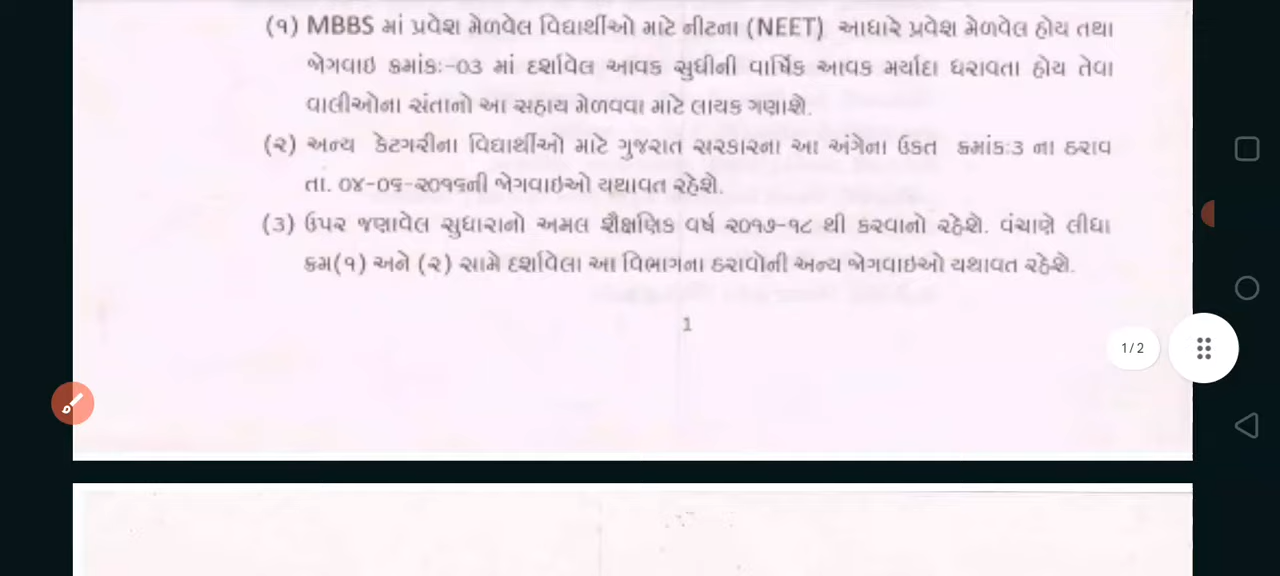 (૧) MBBS માં પ્રવેશ મેળવેલ વિદ્યાર્થીઓ માટે નીટના (NEET) આધારે પ્રવેશ મેળવેલ હોય તથા
જોગવાઇ ક્રમાંક:-03 માં દર્શાવેલ આવક સુધીની વાર્ષિક આવક મર્યાદા ધરાવતા હોય તેવા
વાલીઓના સંતાનો આ સહાય મેળવવા માટે લાયક ગણાશે.
(૨) અન્ય કેટગરીના વિદ્યાર્થીઓ માટે ગુજરાત સરકારના આ અંગેના ઉકત ક્રમાંક:3 ના ઠરાવ
તા. ૦૪-૦૬-૨૦૧૬ની જોગવાઇઓ યથાવત રહેશે.
(3) ઉપર જણાવેલ સુધારાનો અમલ શૈક્ષણિક વર્ષ ૨૦૧૭-૧૮ થી કરવાનો રહેશે. વંચાણે લીધા
ક્રમ(૧) અને (૨) સામે દર્શાવેલા આ વિભાગના ઠરાવોની અન્ય જોગવાઇઓ યથાવત રહેશે.
1
1/2